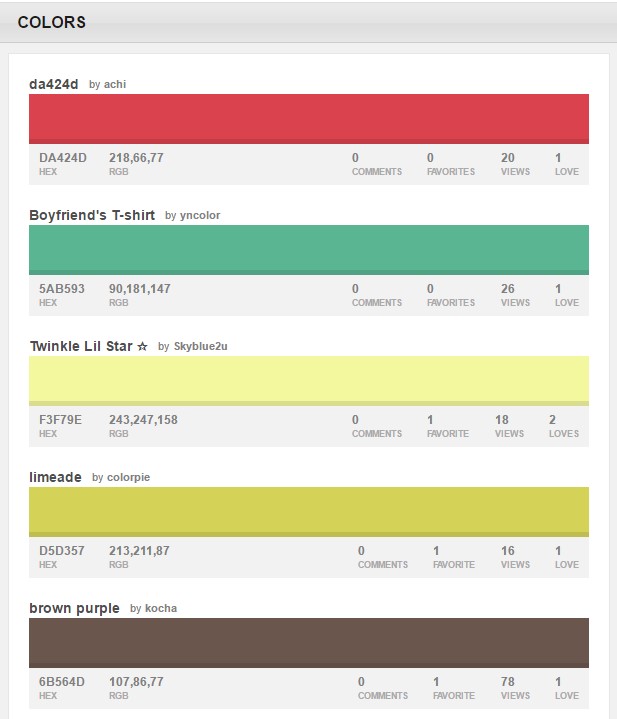 COLORS
da424d by achi
DA424D 218,66,77 0 0 20 1
HEX RGB COMMENTS FAVORITES VIEWS LOVE
Boyfriend's T-shirt by yncolor
5AB593 90,181,147 0 0 26 1
HEX RGB COMMENTS FAVORITES VIEWS LOVE
Twinkle Lil Star ☆ by Skyblue2u
F3F79E 243,247,158 0 1 18 2
HEX RGB COMMENTS FAVORITE VIEWS LOVES
limeade by colorpie
D5D357 213,211,87 0 1 16 1
HEX RGB COMMENTS FAVORITE VIEWS LOVE
brown purple by kocha
6B564D 107,86,77 0 1 78 1
HEX RGB COMMENTS FAVORITE VIEWS LOVE